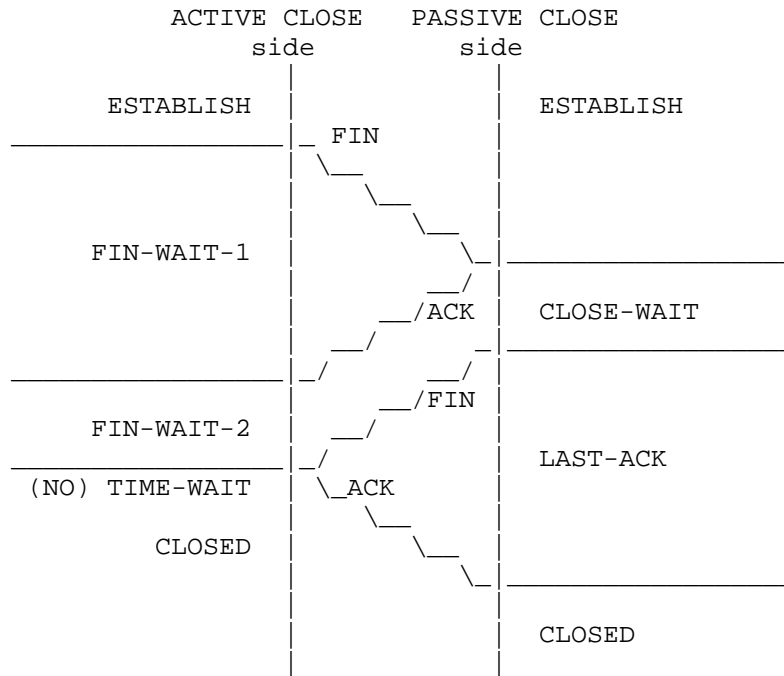 ACTIVE CLOSE PASSIVE CLOSE
side side
ESTABLISH ESTABLISH
FIN
FIN-WAIT-1
ACK CLOSE-WAIT
FIN
FIN-WAIT-2
LAST-ACK
(NO) TIME-WAIT ACK
CLOSED
CLOSED